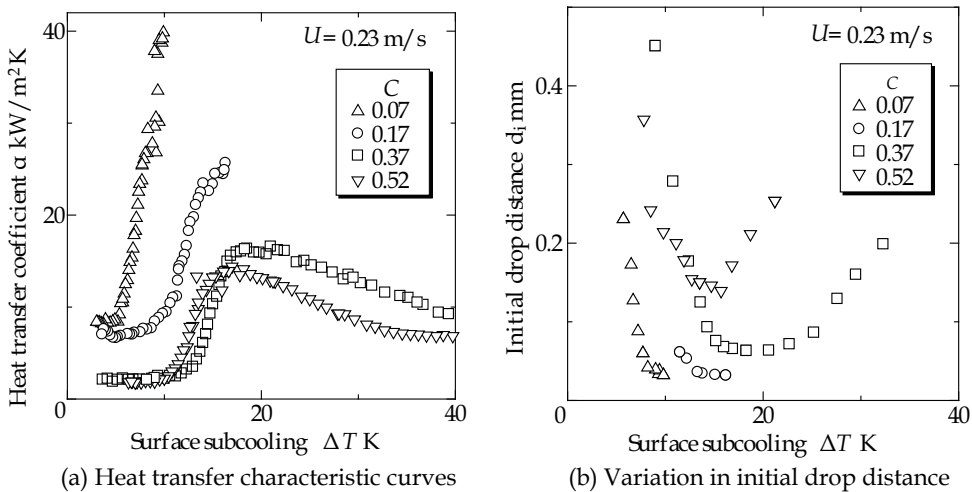 40
U = 0.23 m/s
C
△ 0.07
○ 0.17
□ 0.37
▽ 0.52
20
0
20
40
Heat transfer coefficient α kW/m²K
Surface subcooling ΔT K
(a) Heat transfer characteristic curves
U = 0.23 m/s
C
△ 0.07
○ 0.17
□ 0.37
▽ 0.52
0.4
0.2
0
20
40
Initial drop distance dᵢ mm
Surface subcooling ΔT K
(b) Variation in initial drop distance